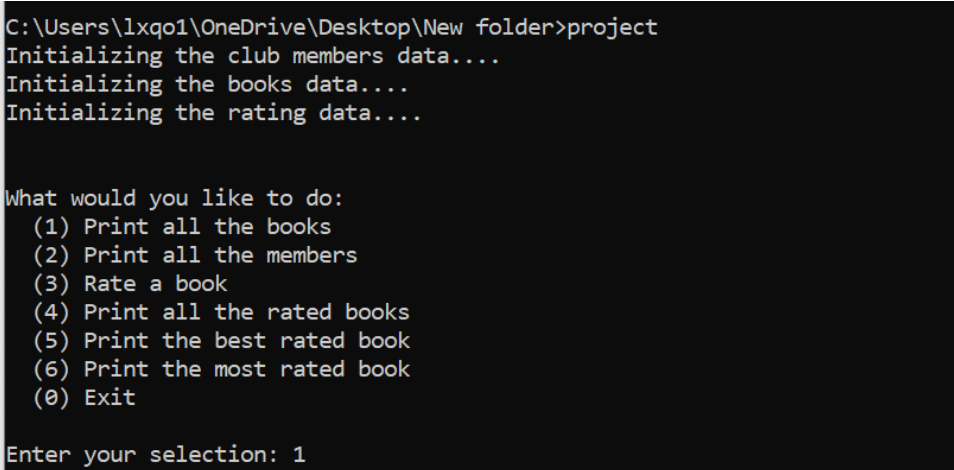 C:\Users\lxqo1\OneDrive\Desktop\New folder>project
Initializing the club members data....
Initializing the books data....
Initializing the rating data....
What would you like to do:
(1) Print all the books
(2) Print all the members
(3) Rate a book
(4) Print all the rated books
(5) Print the best rated book
(6) Print the most rated book
(0) Exit
Enter your selection: 1